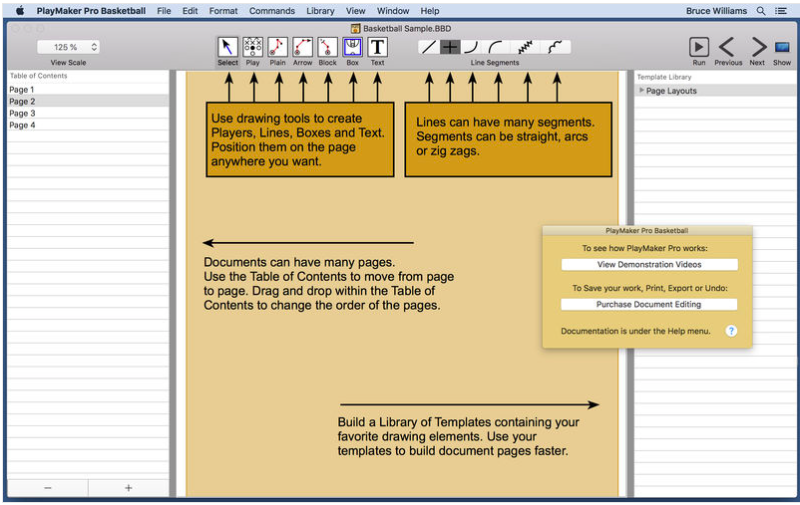 PlayMaker Pro Basketball File Edit Format Commands Library View Window Help Bruce Williams
Basketball Sample.BBD
125 %
View Scale
Select Play Plain Arrow Block Box Text
T
Line Segments
Run Previous Next Show
Table of Contents
Page 1
Page 2
Page 3
Page 4
Template Library
Page Layouts
Use drawing tools to create
Players, Lines, Boxes and Text.
Position them on the page
anywhere you want.
Lines can have many segments.
Segments can be straight, arcs
or zig zags.
Documents can have many pages.
Use the Table of Contents to move from page
to page. Drag and drop within the Table of
Contents to change the order of the pages.
PlayMaker Pro Basketball
To see how PlayMaker Pro works:
View Demonstration Videos
To Save your work, Print, Export or Undo:
Purchase Document Editing
Documentation is under the Help menu. ?
Build a Library of Templates containing your
favorite drawing elements. Use your
templates to build document pages faster.
− +